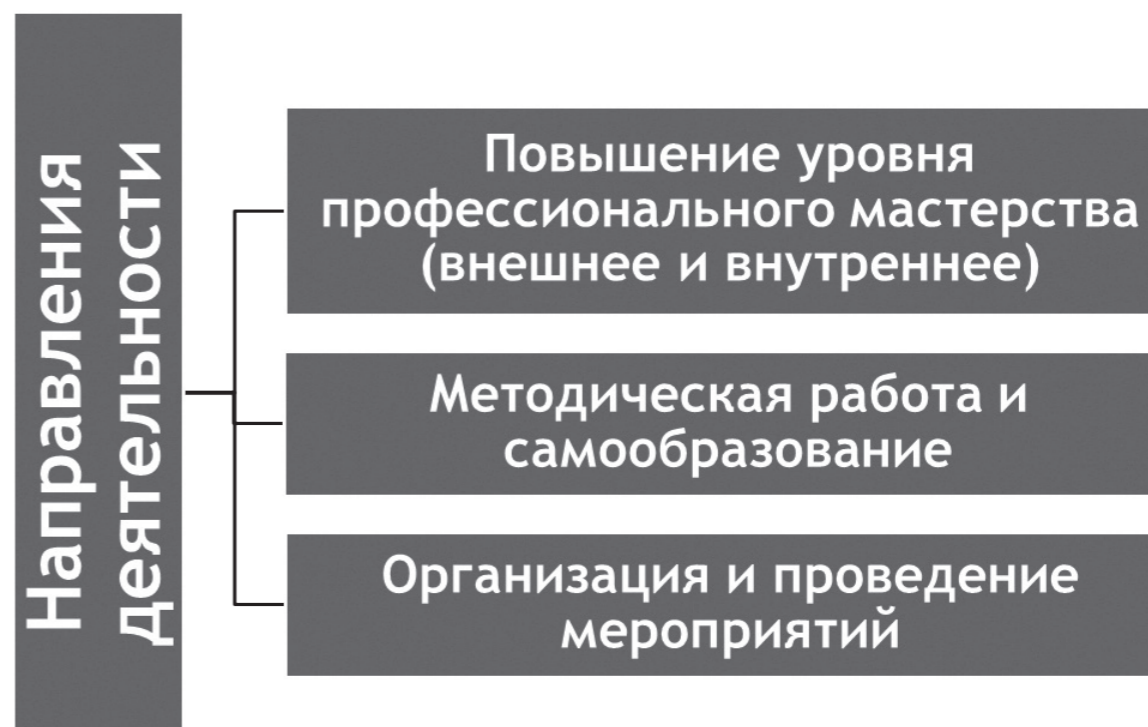 Направления
деятельности
Повышение уровня
профессионального мастерства
(внешнее и внутреннее)
Методическая работа и
самообразование
Организация и проведение
мероприятий